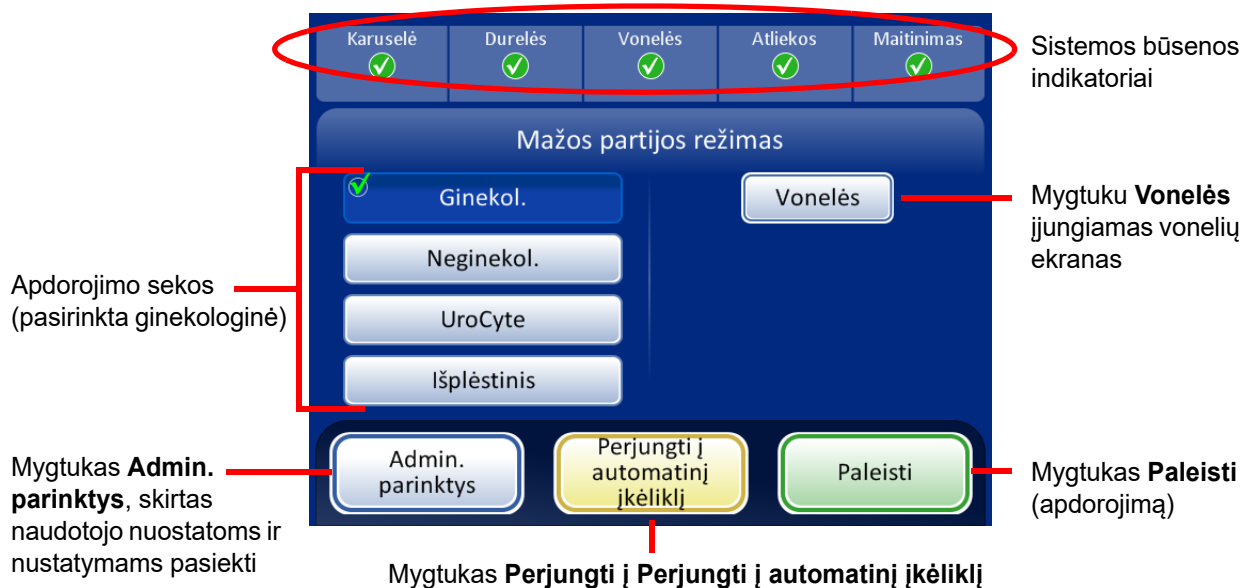 Karuselė
Durelės
Vonelės
Atliekos
Maitinimas
Sistemos būsenos
indikatoriai
Mažos partijos režimas
Ginekol.
Vonelės
Mygtuku Vonelės
įjungiamas vonelių
ekranas
Neginekol.
Apdorojimo sekos
(pasirinkta ginekologinė)
UroCyte
Išplėstinis
Mygtukas Admin.
parinktys, skirtas
naudotojo nuostatoms ir
nustatymams pasiekti
Admin.
parinktys
Perjungti į
automatinį
įkėliklį
Paleisti
Mygtukas Paleisti
(apdorojimą)
Mygtukas Perjungti į Perjungti į automatinį įkėliklį